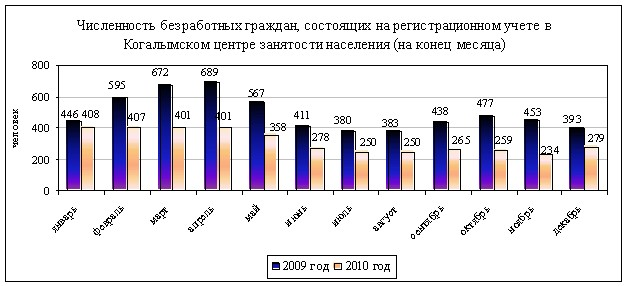 Численность безработных граждан, состоящих на регистрационном учете в
Когалымском центре занятости населения (на конец месяца)
человек
800
600
400
200
0
446 408
595 407
672 401
689 401
567 358
411 278
380 250
383 250
438 265
477 259
453 234
393 279
январь
февраль
март
апрель
май
июнь
июль
август
сентябрь
октябрь
ноябрь
декабрь
2009 год 2010 год